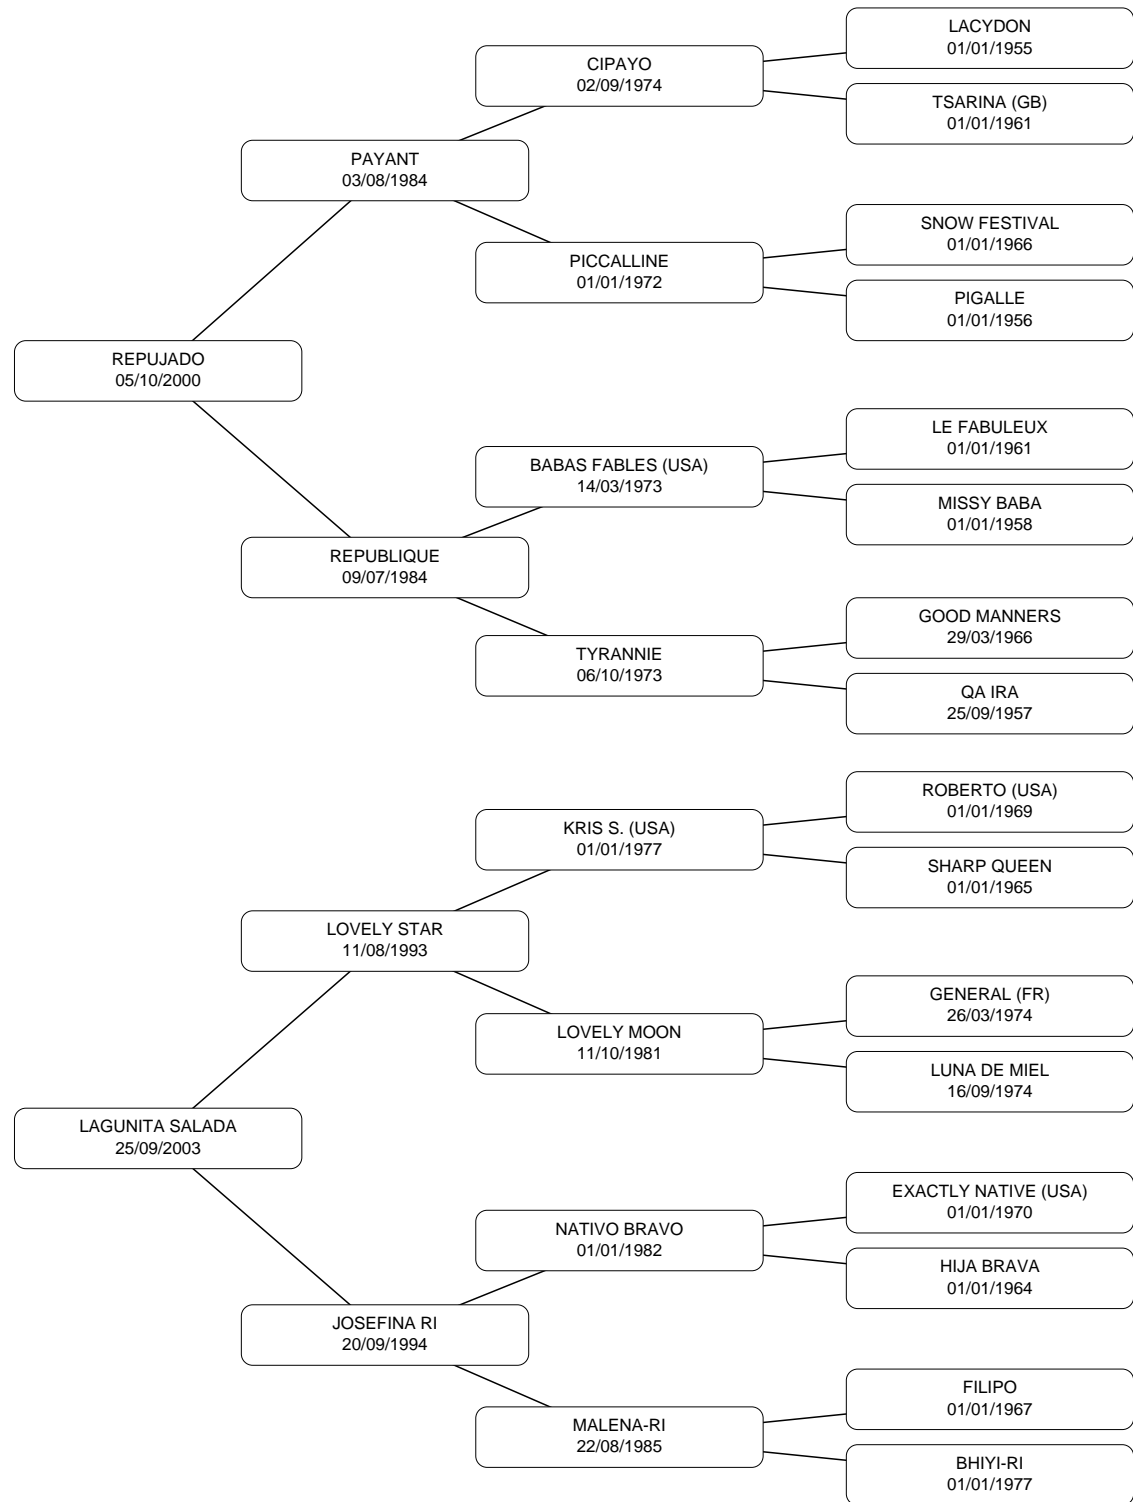 LACYDON
01/01/1955
CIPAYO
02/09/1974
TSARINA (GB)
01/01/1961
PAYANT
03/08/1984
SNOW FESTIVAL
01/01/1966
PICCALLINE
01/01/1972
PIGALLE
01/01/1956
REPUJADO
05/10/2000
LE FABULEUX
01/01/1961
BABAS FABLES (USA)
14/03/1973
MISSY BABA
01/01/1958
REPUBLIQUE
09/07/1984
GOOD MANNERS
29/03/1966
TYRANNIE
06/10/1973
QA IRA
25/09/1957
ROBERTO (USA)
01/01/1969
KRIS S. (USA)
01/01/1977
SHARP QUEEN
01/01/1965
LOVELY STAR
11/08/1993
GENERAL (FR)
26/03/1974
LOVELY MOON
11/10/1981
LUNA DE MIEL
16/09/1974
LAGUNITA SALADA
25/09/2003
EXACTLY NATIVE (USA)
01/01/1970
NATIVO BRAVO
01/01/1982
HIJA BRAVA
01/01/1964
JOSEFINA RI
20/09/1994
FILIPO
01/01/1967
MALENA-RI
22/08/1985
BHIYI-RI
01/01/1977